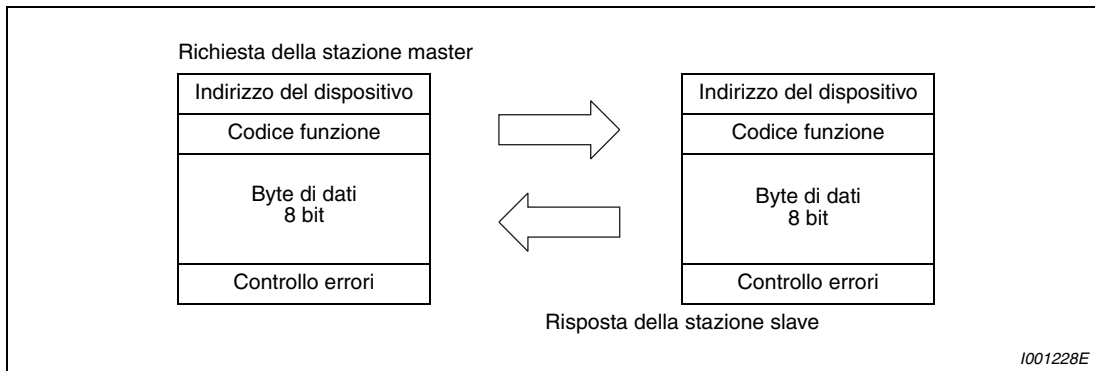 Richiesta della stazione master
Indirizzo del dispositivo
Codice funzione
Byte di dati
8 bit
Controllo errori
Indirizzo del dispositivo
Codice funzione
Byte di dati
8 bit
Controllo errori
Risposta della stazione slave
I001228E